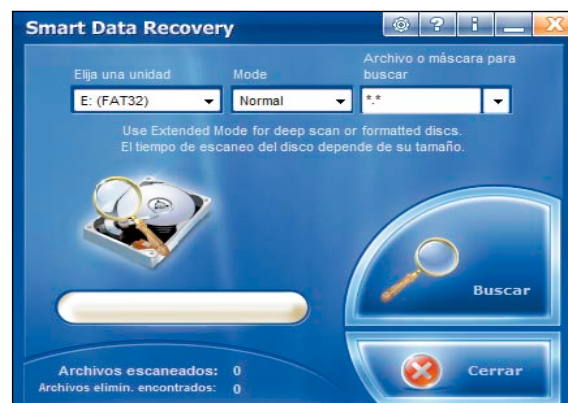 Smart Data Recovery
? i
Elija una unidad
Mode
Archivo o máscara para
buscar
E: (FAT32)
Normal
*.*
Use Extended Mode for deep scan or formatted discs.
El tiempo de escaneo del disco depende de su tamaño.
Buscar
Archivos escaneados: 0
Archivos elimin. encontrados: 0
Cerrar